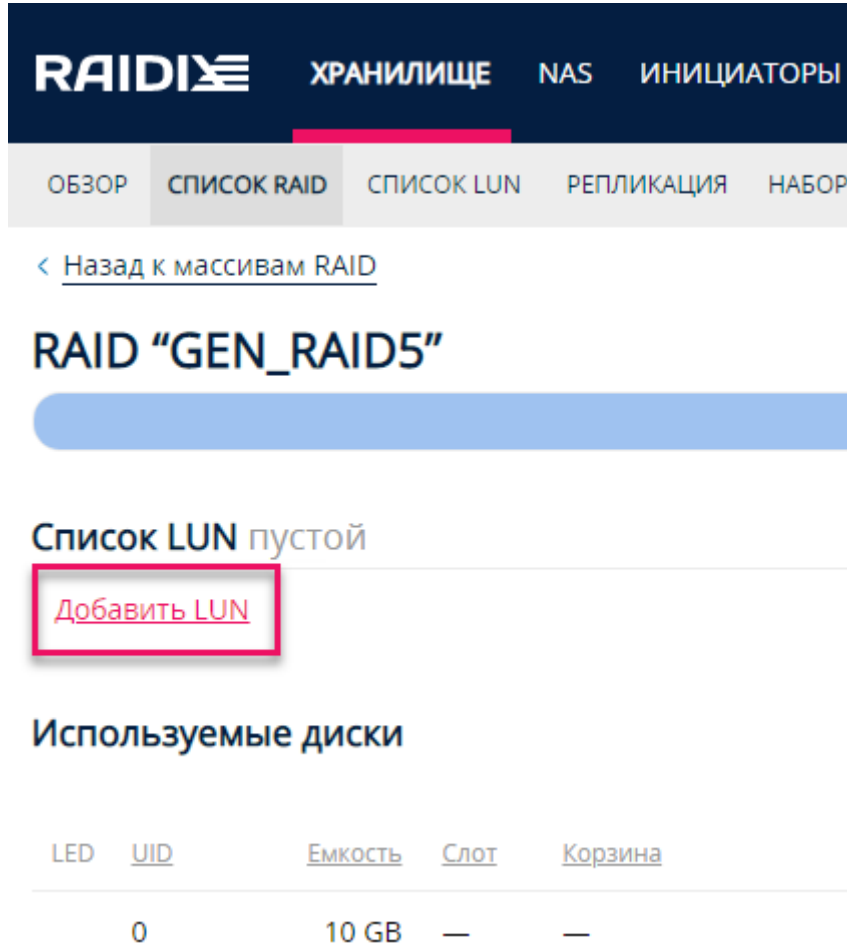 RAIDIX ХРАНИЛИЩЕ NAS ИНИЦИАТОРЫ
ОБЗОР СПИСОК RAID СПИСОК LUN РЕПЛИКАЦИЯ НАБОР
< Назад к массивам RAID
RAID “GEN_RAID5”
Список LUN пустой
Добавить LUN
Используемые диски
LED UID Емкость Слот Корзина
0 10 GB — —